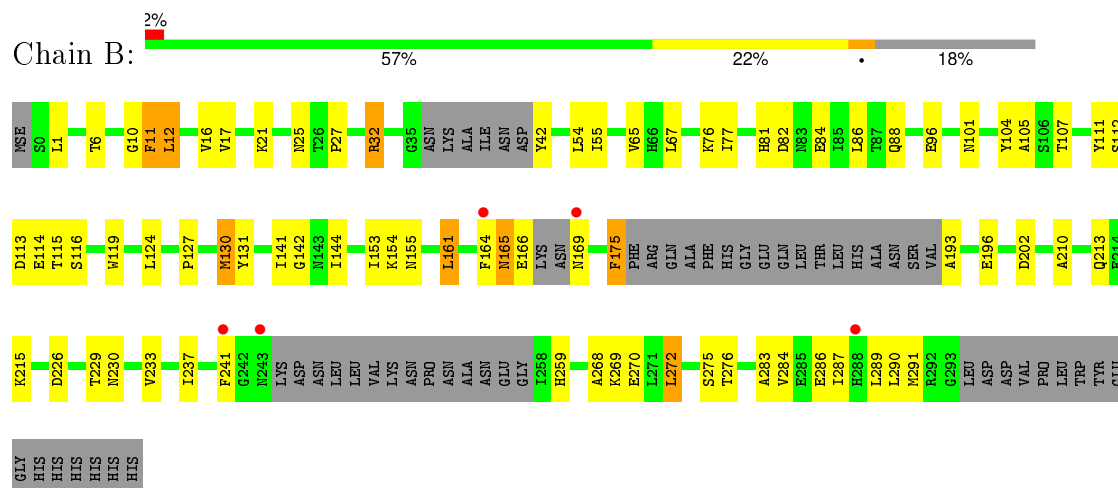 2%
Chain B:
57% 22% • 18%
MSE S0 L1 T6 G10 F11 L12 V16 V17 K21 N25 T26 P27 R32 G35 ASN LYS ALA ILE ASN ASP Y42 L54 I55 V65 H66 L67 K76 I77 H81 D82 N83 E84 I85 L86 T87 Q88 E96 N101 Y104 A105 S106 T107 Y111 S112
D113 E114 T115 S116 W119 L124 P127 M130 Y131 I141 G142 N143 I144 I153 K154 N155 L161 F164 N165 E166 LYS ASN N169 F175 PHE ARG GLN ALA PHE HIS GLY GLU GLN LEU THR LEU HIS ALA ASN SER VAL A193 E196 D202 A210 Q213 E214
K215 D226 T229 N230 V233 I237 F241 G242 N243 LYS ASP ASN LEU LEU VAL LYS ASN PRO ASN ALA ASN GLU GLY I258 H259 A268 K269 E270 L271 L272 S275 T276 A283 V284 E285 E286 I287 H288 L289 L290 M291 R292 G293 LEU ASP ASP VAL PRO LEU TRP TYR GLU
GLY HIS HIS HIS HIS HIS HIS